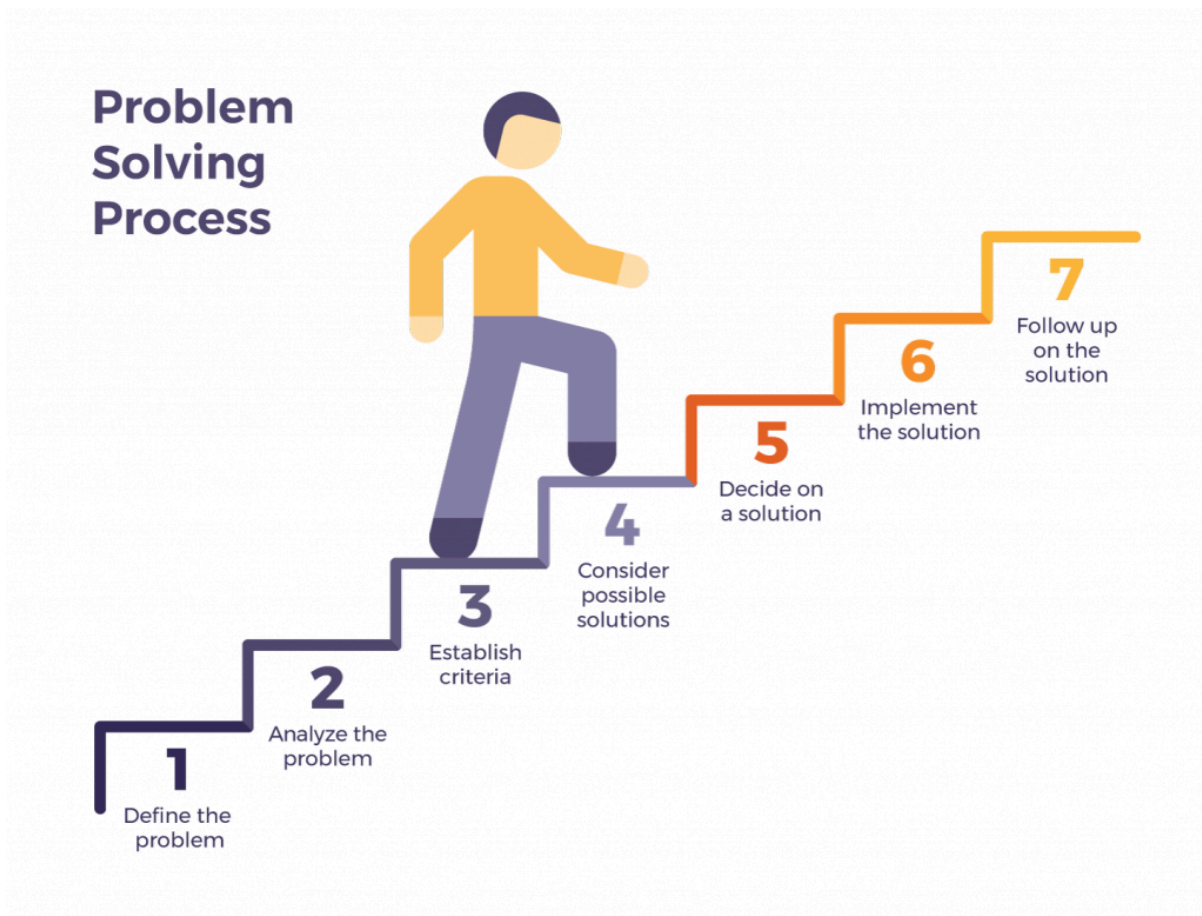 Problem
Solving
Process
1
Define the
problem
2
Analyze the
problem
3
Establish
criteria
4
Consider
possible
solutions
5
Decide on
a solution
6
Implement
the solution
7
Follow up
on the
solution